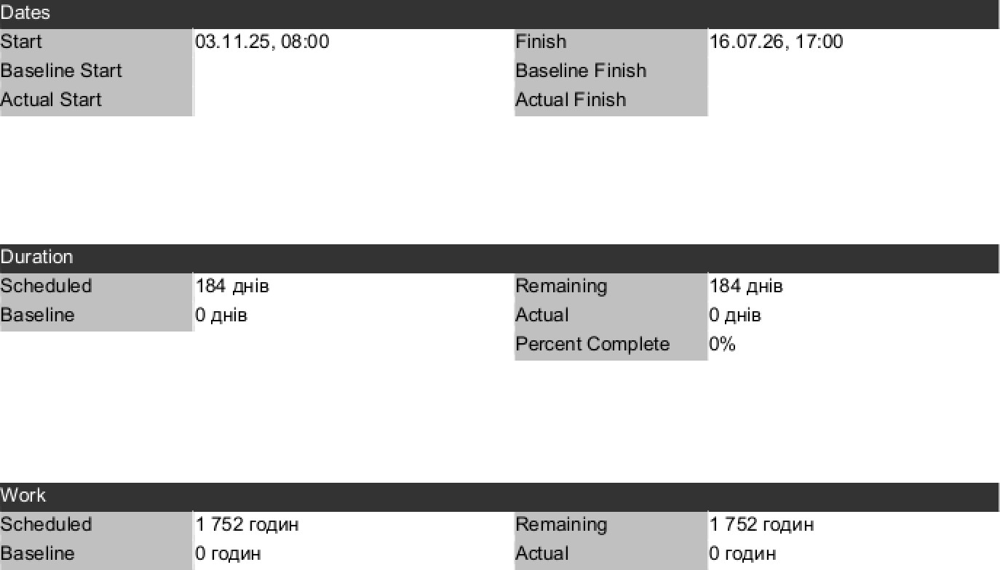 Dates
Start 03.11.25, 08:00 Finish 16.07.26, 17:00
Baseline Start Baseline Finish
Actual Start Actual Finish
Duration
Scheduled 184 днів Remaining 184 днів
Baseline 0 днів Actual 0 днів
Percent Complete 0%
Work
Scheduled 1 752 годин Remaining 1 752 годин
Baseline 0 годин Actual 0 годин